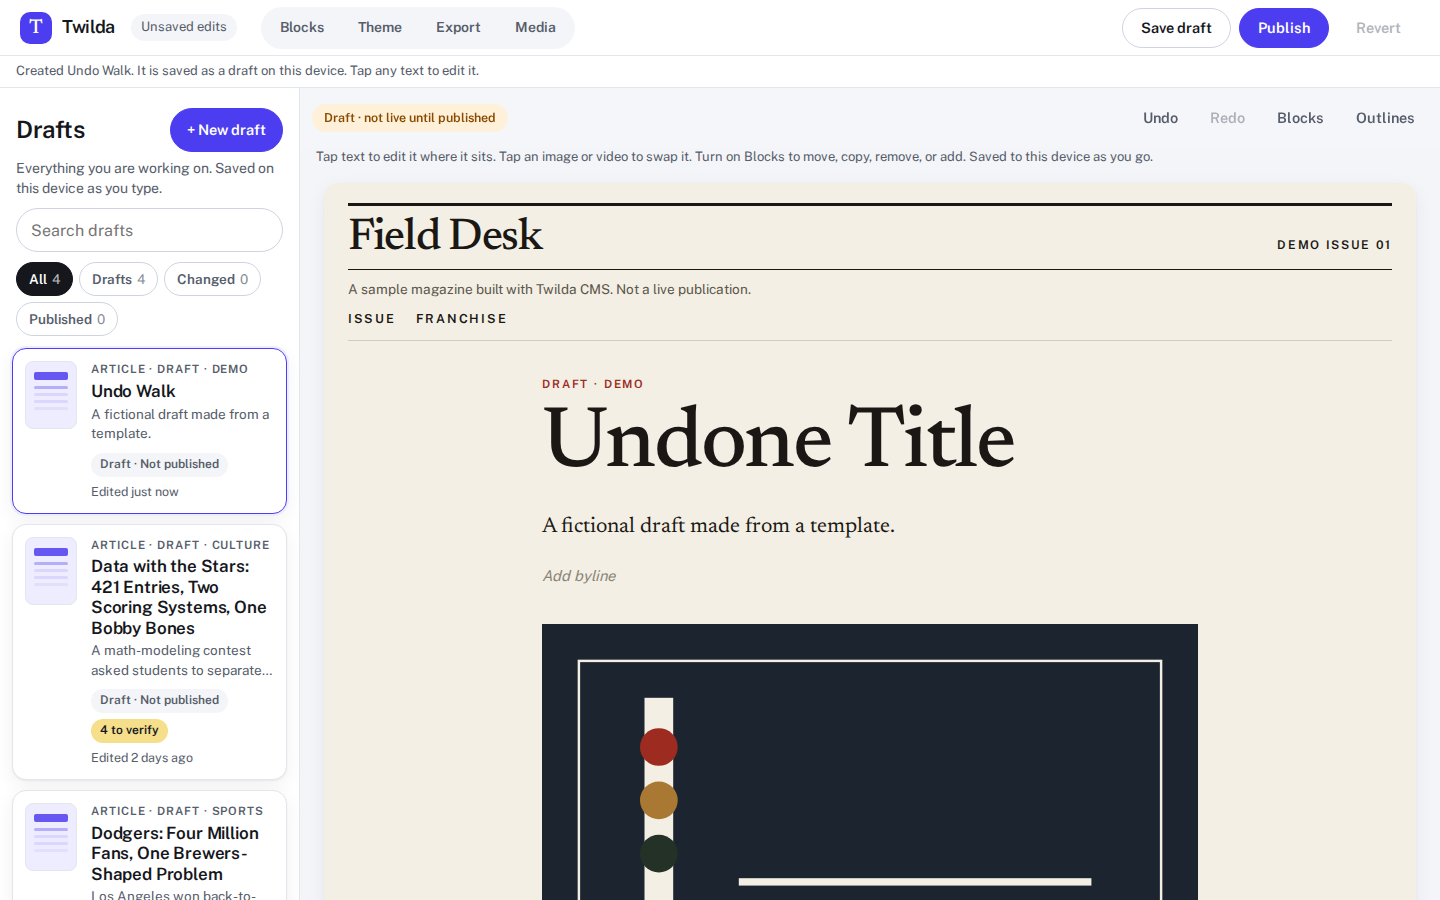 T Twilda Unsaved edits Blocks Theme Export Media Save draft Publish Revert
Created Undo Walk. It is saved as a draft on this device. Tap any text to edit it.
Drafts + New draft
Everything you are working on. Saved on
this device as you type.
Search drafts
All 4 Drafts 4 Changed 0
Published 0
ARTICLE · DRAFT · DEMO
Undo Walk
A fictional draft made from a
template.
Draft · Not published
Edited just now
ARTICLE · DRAFT · CULTURE
Data with the Stars:
421 Entries, Two
Scoring Systems, One
Bobby Bones
A math-modeling contest
asked students to separate...
Draft · Not published
4 to verify
Edited 2 days ago
ARTICLE · DRAFT · SPORTS
Dodgers: Four Million
Fans, One Brewers-
Shaped Problem
Los Angeles won back-to-
Draft · not live until published Undo Redo Blocks Outlines
Tap text to edit it where it sits. Tap an image or video to swap it. Turn on Blocks to move, copy, remove, or add. Saved to this device as you go.
Field Desk
DEMO ISSUE 01
A sample magazine built with Twilda CMS. Not a live publication.
ISSUE FRANCHISE
DRAFT · DEMO
Undone Title
A fictional draft made from a template.
Add byline